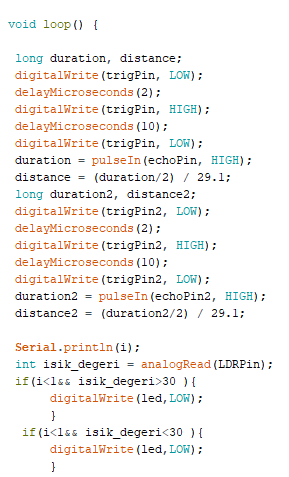 void loop() {
long duration, distance;
digitalWrite(trigPin, LOW);
delayMicroseconds(2);
digitalWrite(trigPin, HIGH);
delayMicroseconds(10);
digitalWrite(trigPin, LOW);
duration = pulseIn(echoPin, HIGH);
distance = (duration/2) / 29.1;
long duration2, distance2;
digitalWrite(trigPin2, LOW);
delayMicroseconds(2);
digitalWrite(trigPin2, HIGH);
delayMicroseconds(10);
digitalWrite(trigPin2, LOW);
duration2 = pulseIn(echoPin2, HIGH);
distance2 = (duration2/2) / 29.1;
Serial.println(i);
int isik_degeri = analogRead(LDRPin);
if(i<1&& isik_degeri>30 ){
digitalWrite(led,LOW);
}
if(i<1&& isik_degeri<30 ){
digitalWrite(led,LOW);
}